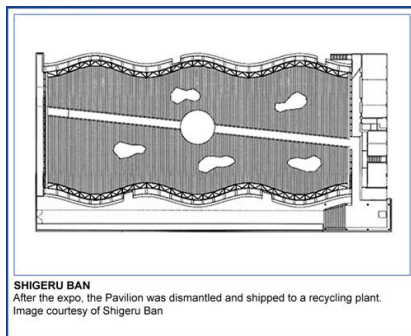 SHIGERU BAN
After the expo, the Pavilion was dismantled and shipped to a recycling plant.
Image courtesy of Shigeru Ban